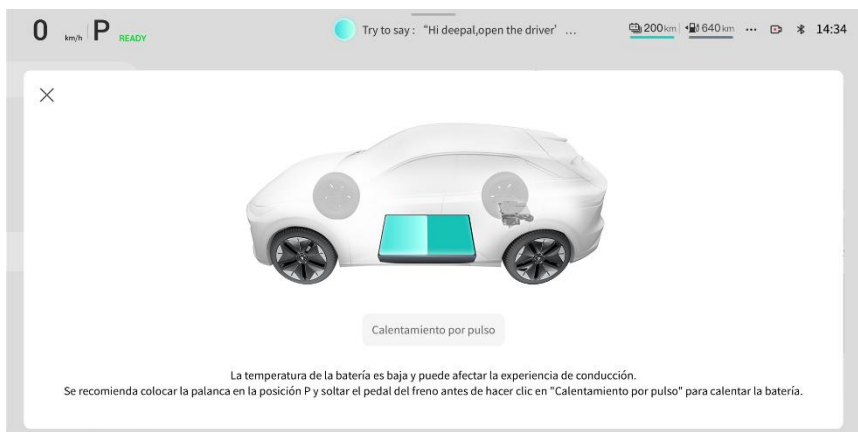 0 km/h P READY Try to say : “Hi deepal,open the driver’ ... 200km 640km ... 14:34
Calentamiento por pulso
La temperatura de la batería es baja y puede afectar la experiencia de conducción.
Se recomienda colocar la palanca en la posición P y soltar el pedal del freno antes de hacer clic en "Calentamiento por pulso" para calentar la batería.